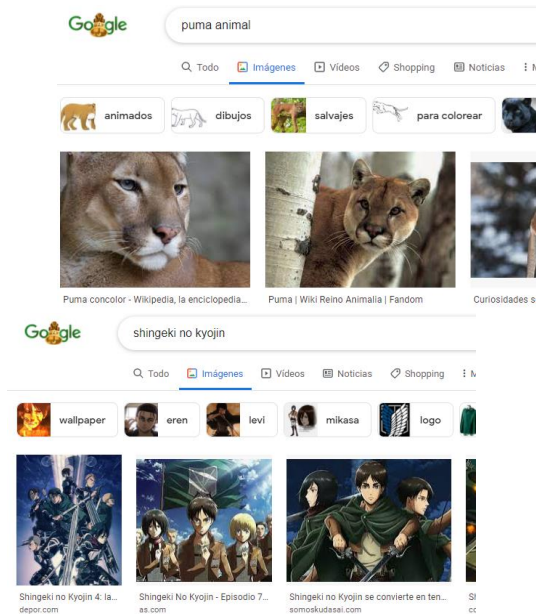 Google
puma animal
Todo Imágenes Vídeos Shopping Noticias
animados dibujos salvajes para colorear
Puma concolor - Wikipedia, la enciclopedia... Puma | Wiki Reino Animalia | Fandom Curiosidades s
Google
shingeki no kyojin
Todo Imágenes Vídeos Noticias Shopping
wallpaper eren levi mikasa logo
Shingeki no Kyojin 4: la... Shingeki No Kyojin - Episodio 7... Shingeki no Kyojin se convierte en ten...
depor.com as.com somoskudasai.com